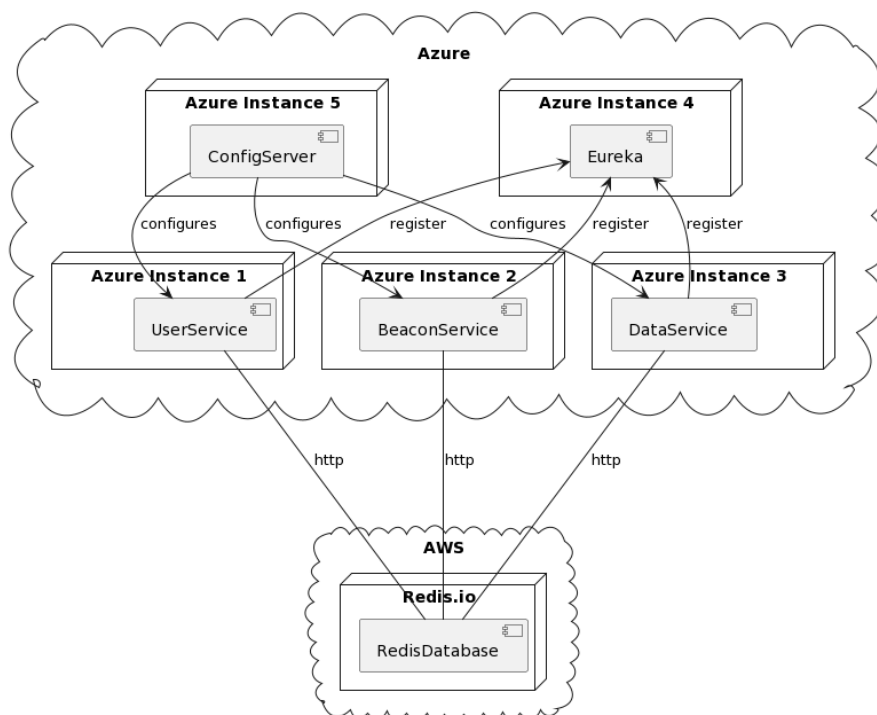 Azure
Azure Instance 5
Azure Instance 4
ConfigServer
Eureka
configures
configures
register
configures
register
register
Azure Instance 1
Azure Instance 2
Azure Instance 3
UserService
BeaconService
DataService
http
http
http
AWS
Redis.io
RedisDatabase